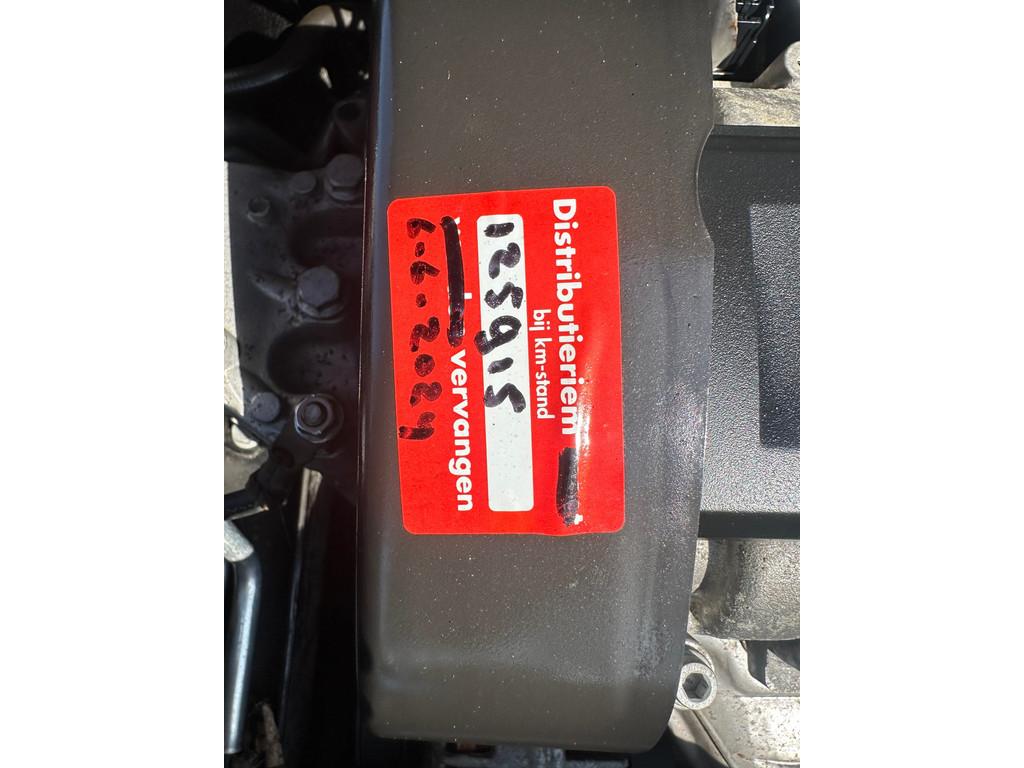 Distributieriem
bij km-stand
125915
vervangen
6-6-2024